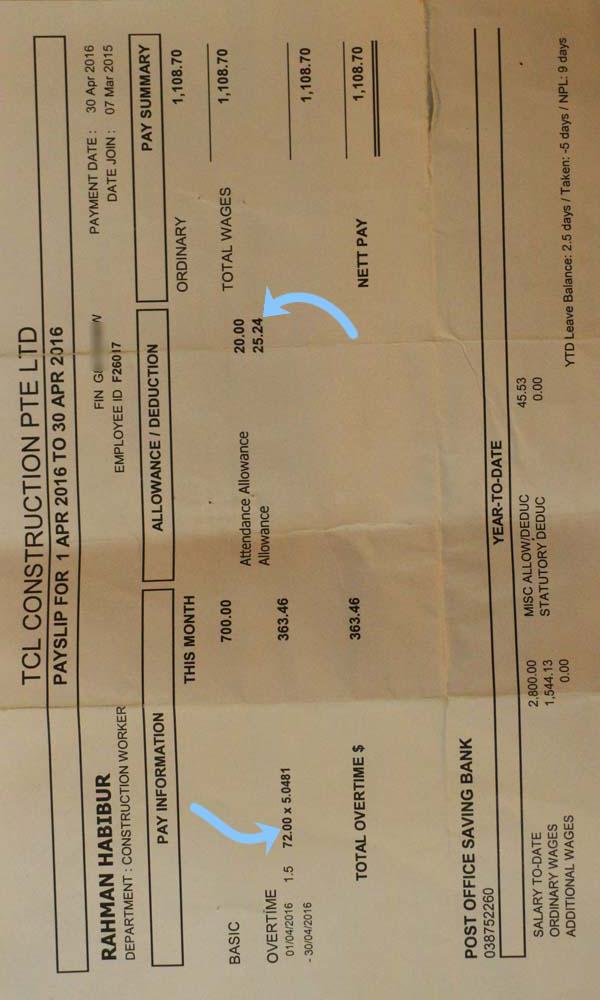 TCL CONSTRUCTION PTE LTD
PAYSLIP FOR 1 APR 2016 TO 30 APR 2016
RAHMAN HABIBUR FIN G N PAYMENT DATE : 30 Apr 2016
DEPARTMENT : CONSTRUCTION WORKER EMPLOYEE ID F26017 DATE JOIN : 07 Mar 2015
PAY INFORMATION ALLOWANCE / DEDUCTION PAY SUMMARY
THIS MONTH ORDINARY 1,108.70
BASIC 700.00 Attendance Allowance 20.00 TOTAL WAGES 1,108.70
Allowance 25.24
OVERTIME
01/04/2016 1.5 72.00 x 5.0481 363.46 1,108.70
- 30/04/2016
TOTAL OVERTIME $ 363.46 NETT PAY 1,108.70
POST OFFICE SAVING BANK
038752260 YEAR-TO-DATE
SALARY TO-DATE 2,800.00 MISC ALLOW/DEDUC 45.53
ORDINARY WAGES 1,544.13 STATUTORY DEDUC 0.00
ADDITIONAL WAGES 0.00 YTD Leave Balance: 2.5 days / Taken: -5 days / NPL: 9 days